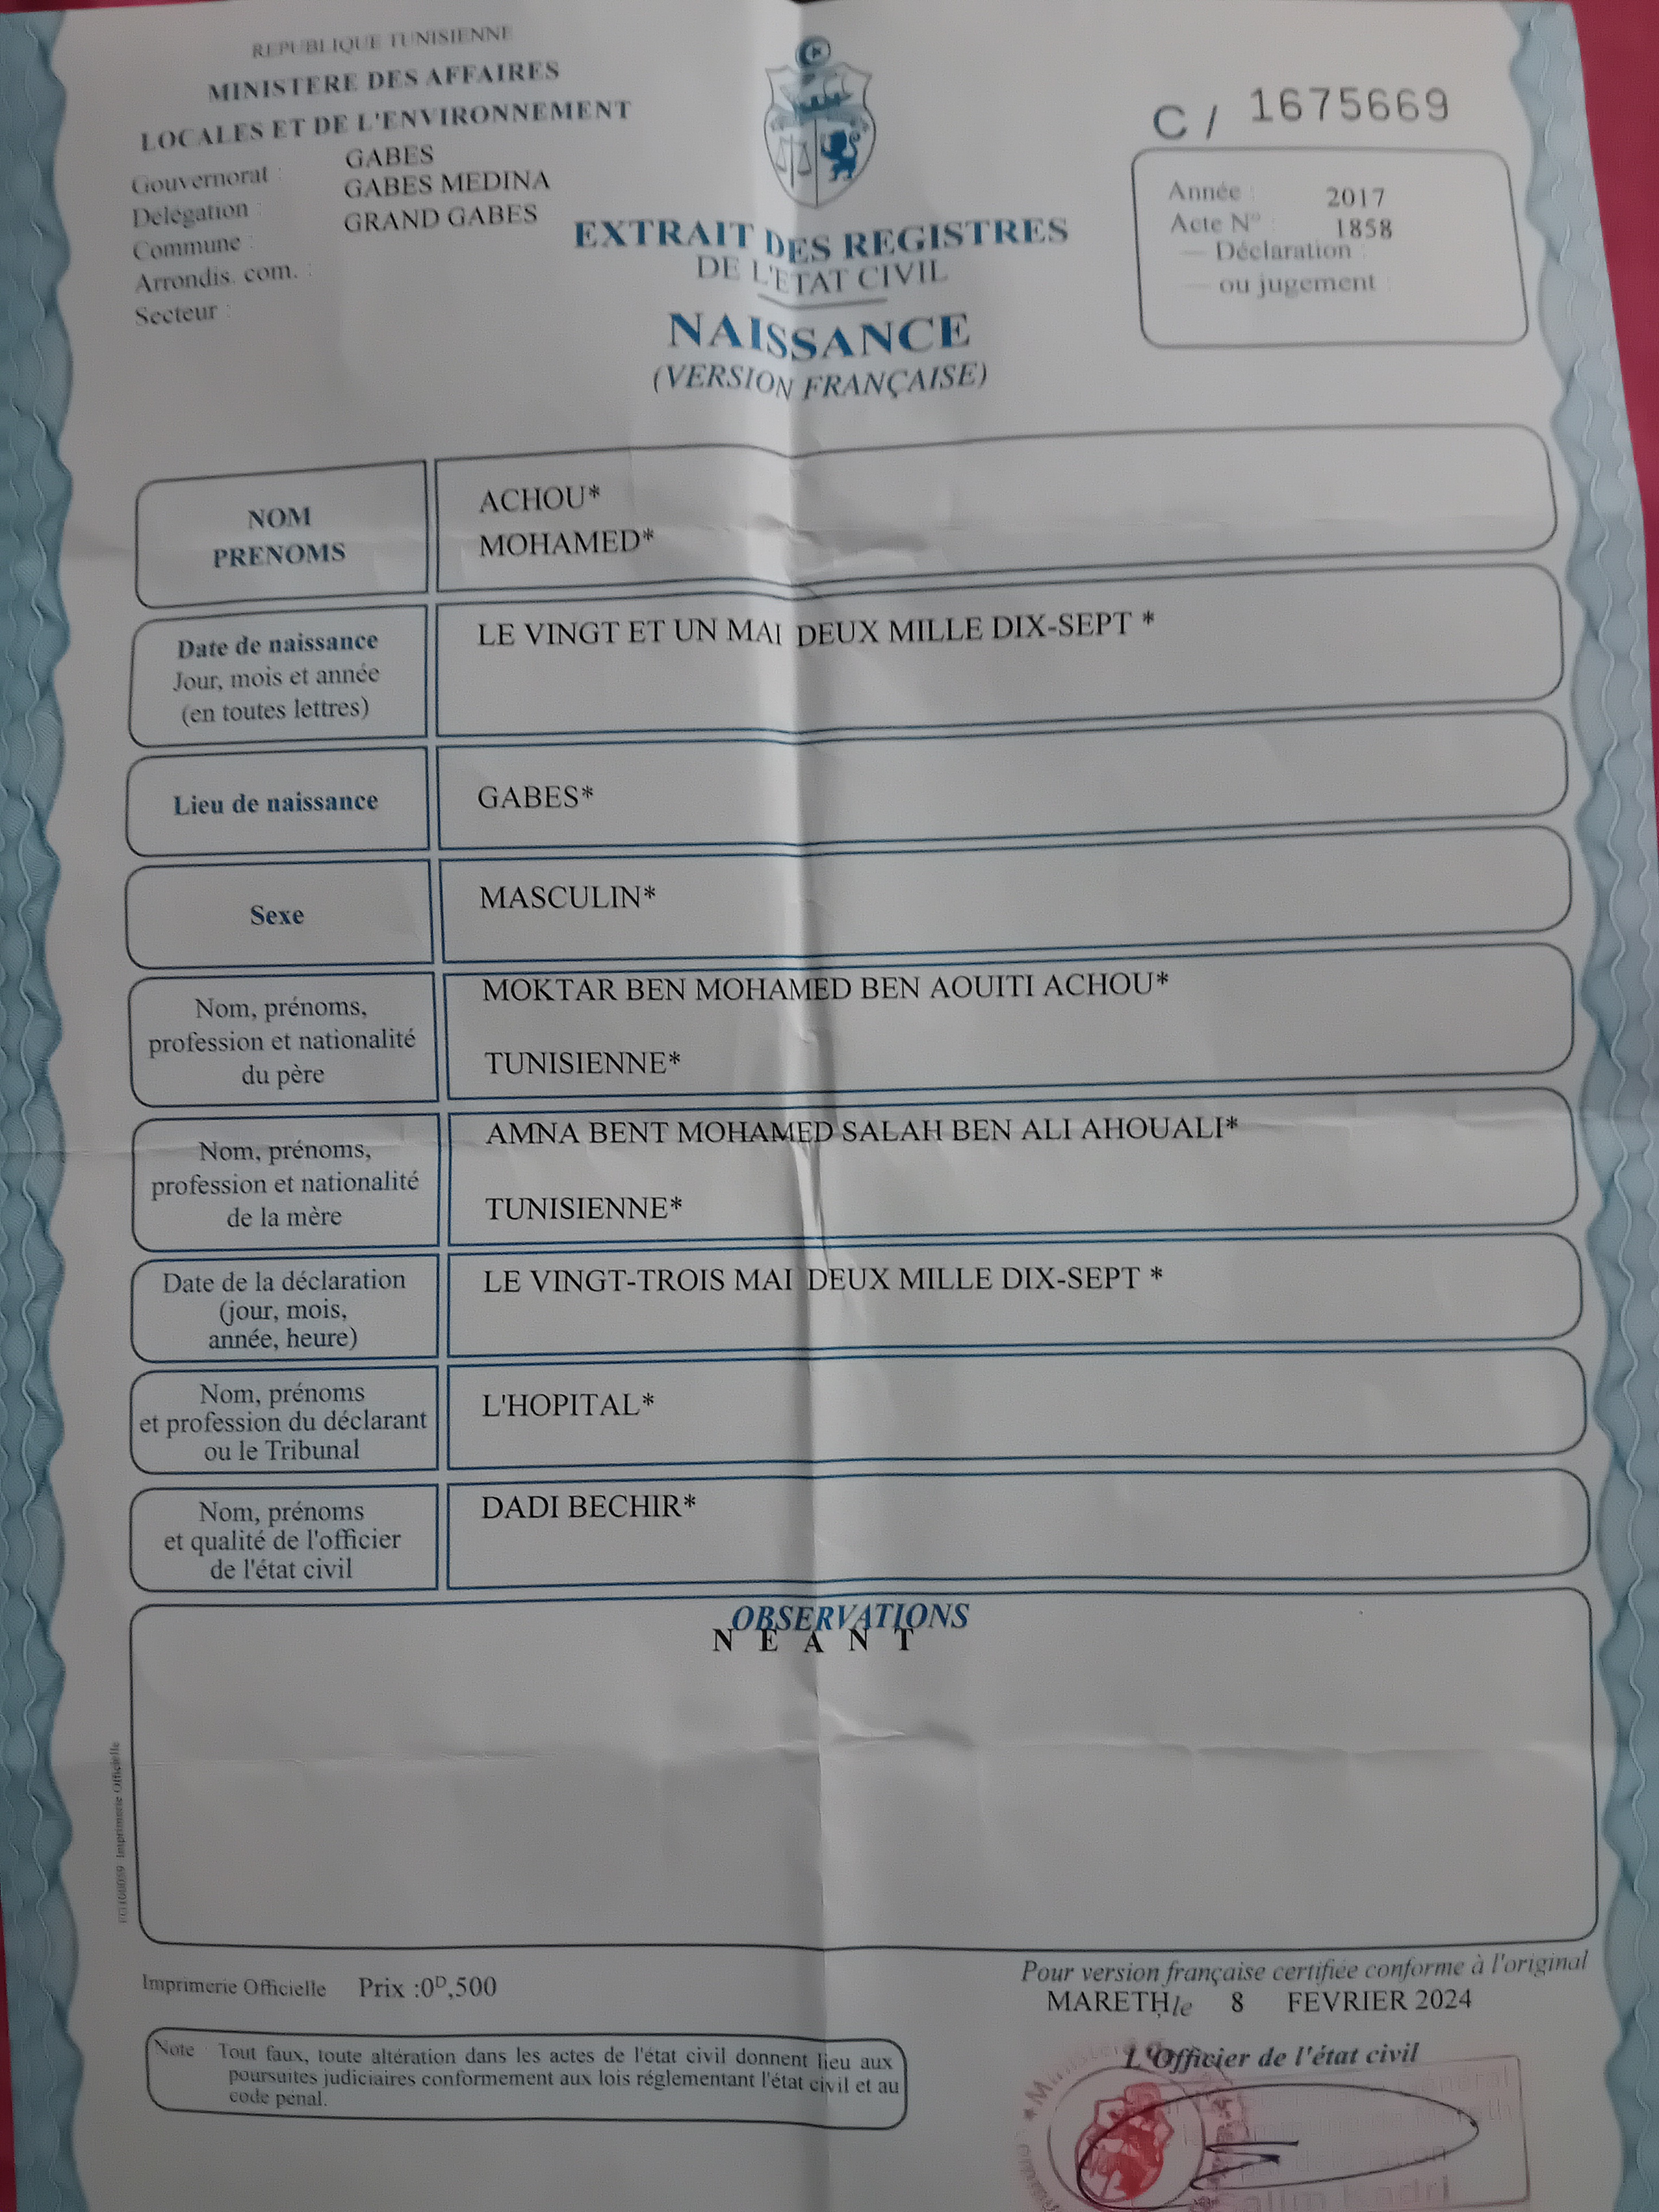 REPUBLIQUE TUNISIENNE
MINISTERE DES AFFAIRES
LOCALES ET DE L'ENVIRONNEMENT
Gouvernorat : GABES
Délégation : GABES MEDINA
Commune : GRAND GABES
Arrondis. com. :
Secteur :
C / 1675669
Année : 2017
Acte N° : 1858
— Déclaration :
— ou jugement :
EXTRAIT DES REGISTRES
DE L'ETAT CIVIL
NAISSANCE
(VERSION FRANÇAISE)
NOM
PRENOMS
ACHOU*
MOHAMED*
Date de naissance
Jour, mois et année
(en toutes lettres)
LE VINGT ET UN MAI DEUX MILLE DIX-SEPT *
Lieu de naissance
GABES*
Sexe
MASCULIN*
Nom, prénoms,
profession et nationalité
du père
MOKTAR BEN MOHAMED BEN AOUITI ACHOU*
TUNISIENNE*
Nom, prénoms,
profession et nationalité
de la mère
AMNA BENT MOHAMED SALAH BEN ALI AHOUALI*
TUNISIENNE*
Date de la déclaration
(jour, mois,
année, heure)
LE VINGT-TROIS MAI DEUX MILLE DIX-SEPT *
Nom, prénoms
et profession du déclarant
ou le Tribunal
L'HOPITAL*
Nom, prénoms
et qualité de l'officier
de l'état civil
DADI BECHIR*
OBSERVATIONS
N E A N T
Imprimerie Officielle
Imprimerie Officielle Prix :0ᴰ,500
Pour version française certifiée conforme à l'original
MARETH, le 8 FEVRIER 2024
L'Officier de l'état civil
Note : Tout faux, toute altération dans les actes de l'état civil donnent lieu aux
poursuites judiciaires conformement aux lois réglementant l'état civil et au
code penal.
Salim Kadri